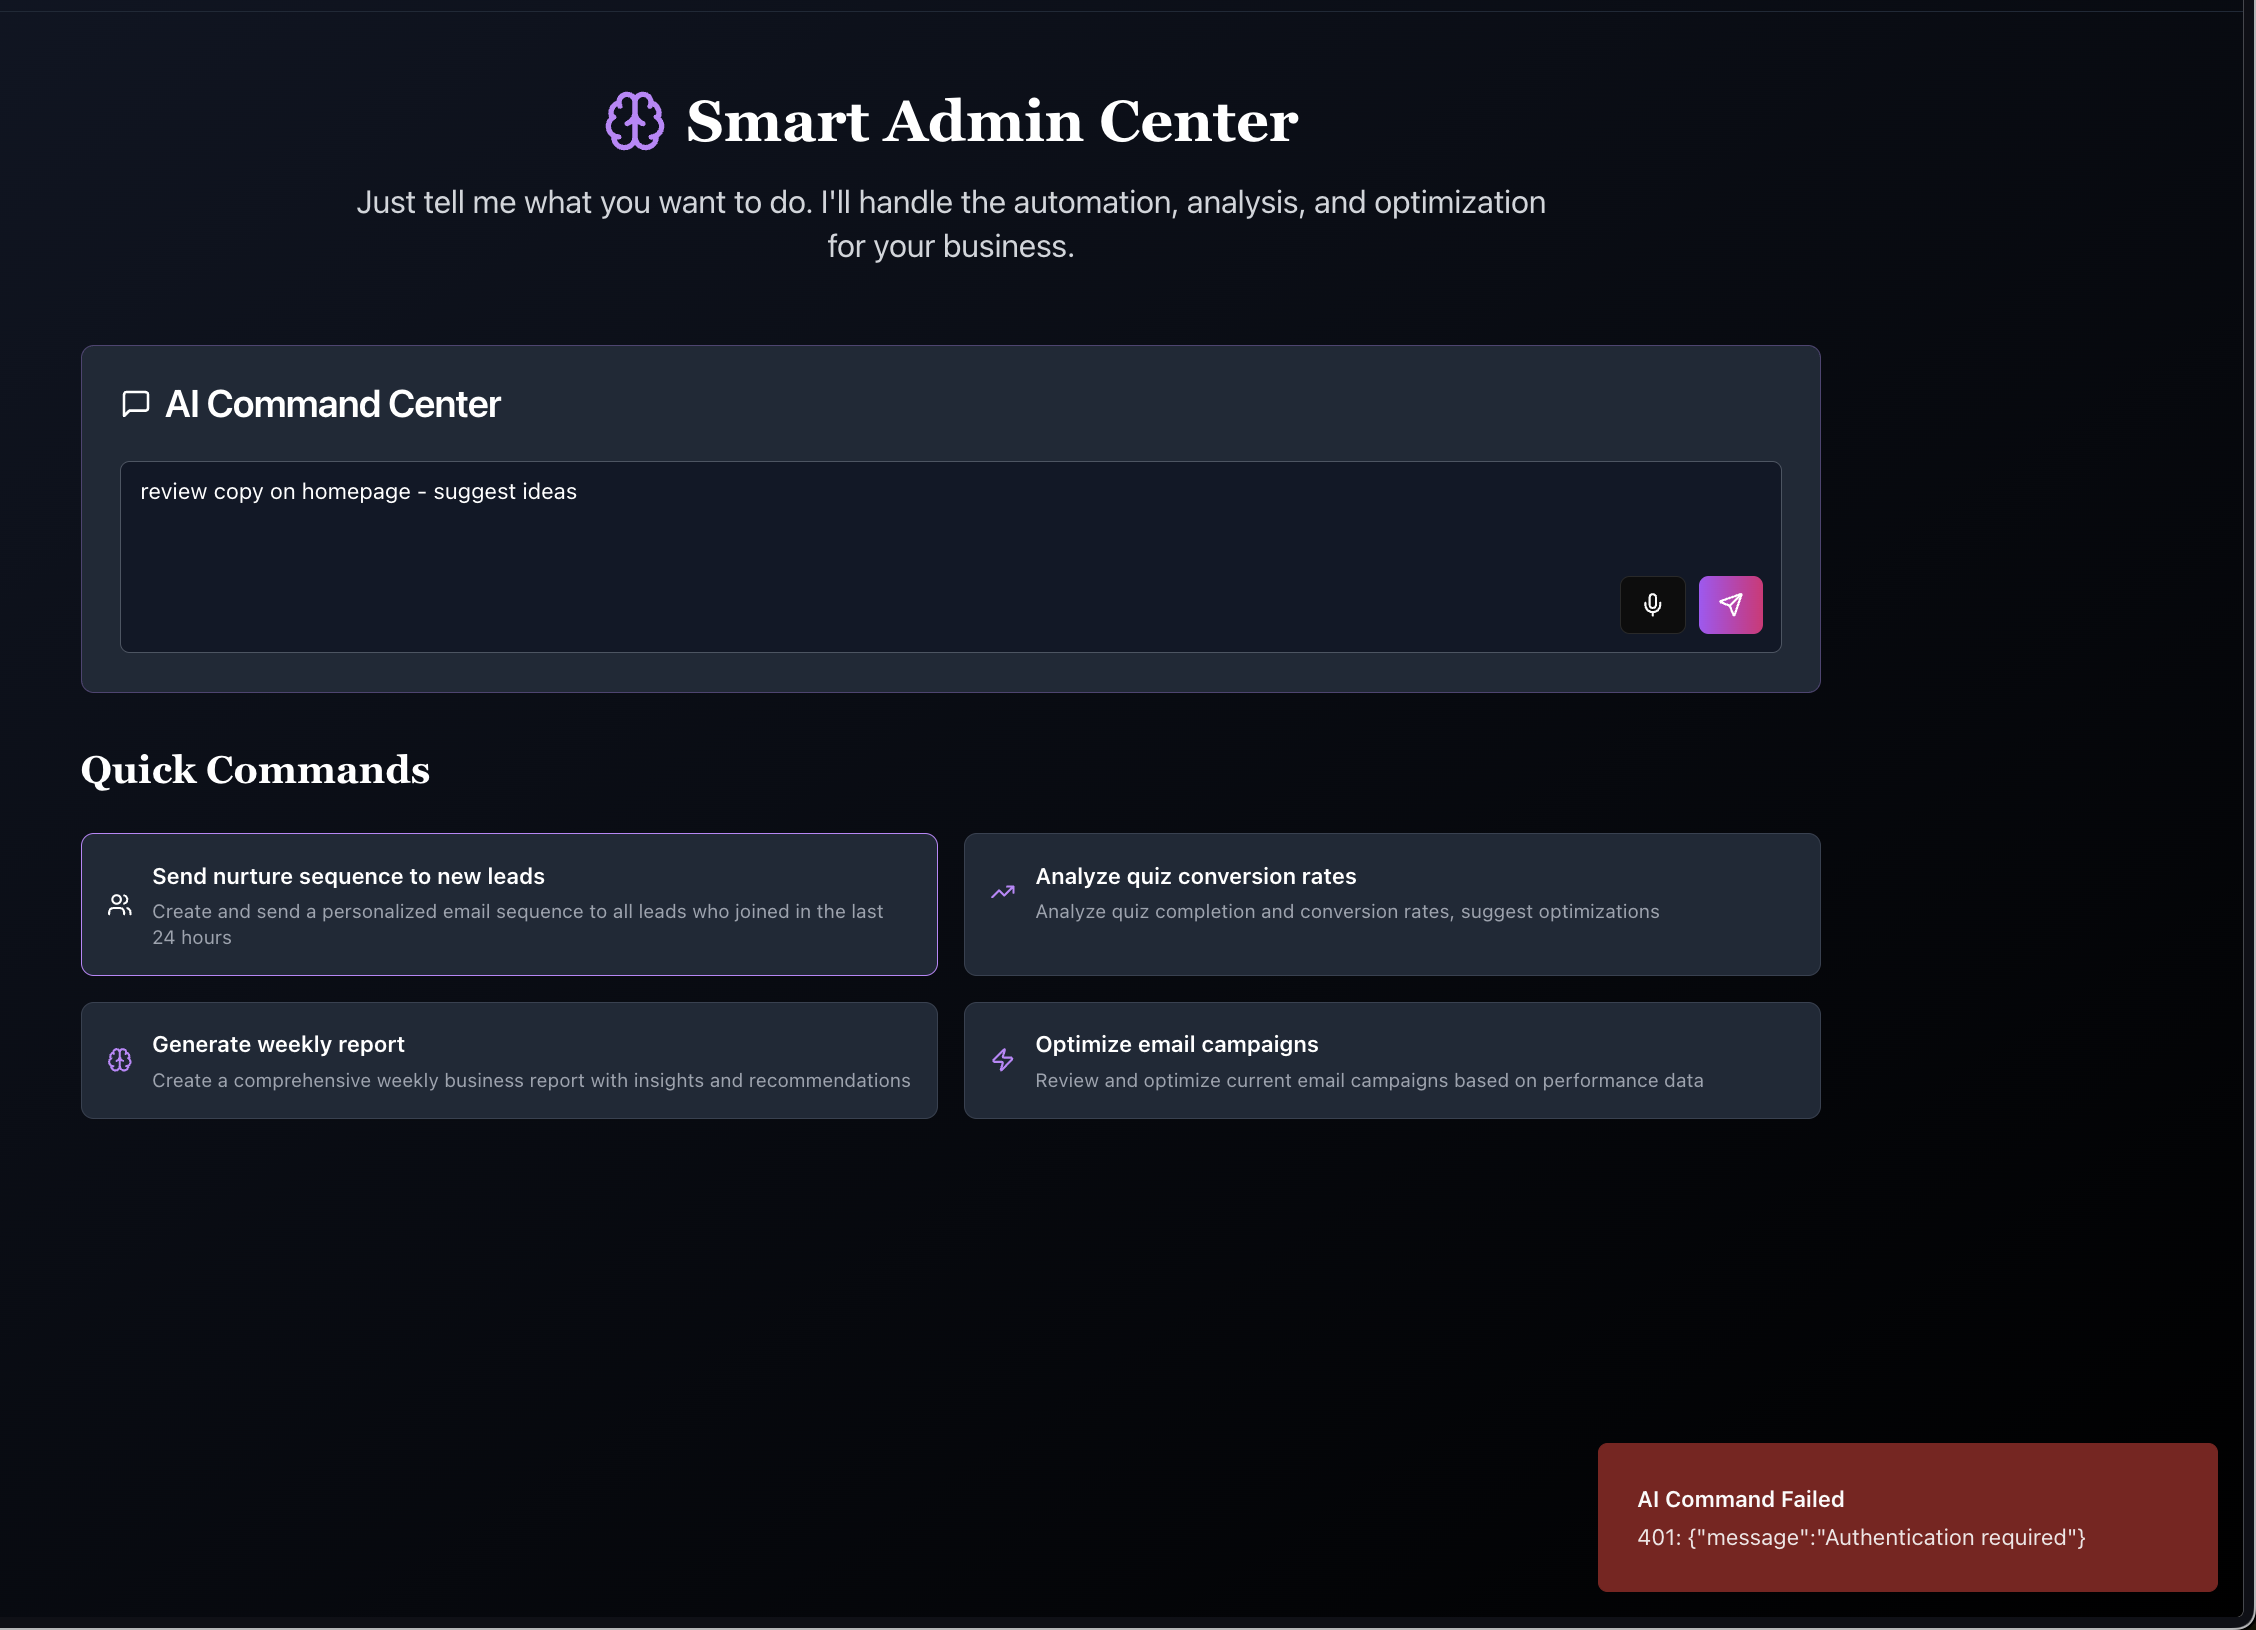 Smart Admin Center
Just tell me what you want to do. I'll handle the automation, analysis, and optimization
for your business.
AI Command Center
review copy on homepage - suggest ideas
Quick Commands
Send nurture sequence to new leads
Create and send a personalized email sequence to all leads who joined in the last
24 hours
Analyze quiz conversion rates
Analyze quiz completion and conversion rates, suggest optimizations
Generate weekly report
Create a comprehensive weekly business report with insights and recommendations
Optimize email campaigns
Review and optimize current email campaigns based on performance data
AI Command Failed
401: {"message":"Authentication required"}